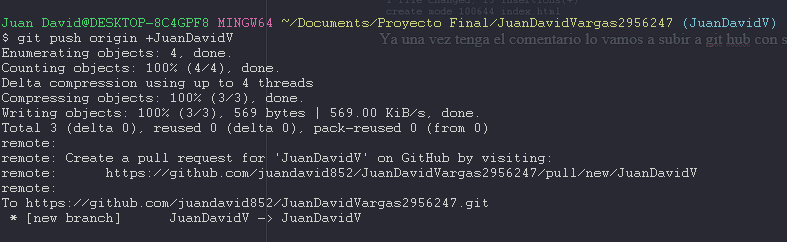 1 file changed, 12 insertions(+)
create mode 100644 index.html
Juan David@DESKTOP-8C4GPF8 MINGW64 ~/Documents/Proyecto Final/JuanDavidVargas2956247 (JuanDavidV)
$ git push origin +JuanDavidV
Ya una vez tenga el comentario lo vamos a subir a git hub con s
Enumerating objects: 4, done.
Counting objects: 100% (4/4), done.
Delta compression using up to 4 threads
Compressing objects: 100% (3/3), done.
Writing objects: 100% (3/3), 569 bytes | 569.00 KiB/s, done.
Total 3 (delta 0), reused 0 (delta 0), pack-reused 0 (from 0)
remote:
remote: Create a pull request for 'JuanDavidV' on GitHub by visiting:
remote:      https://github.com/juandavid852/JuanDavidVargas2956247/pull/new/JuanDavidV
remote:
To https://github.com/juandavid852/JuanDavidVargas2956247.git
 * [new branch]      JuanDavidV -> JuanDavidV